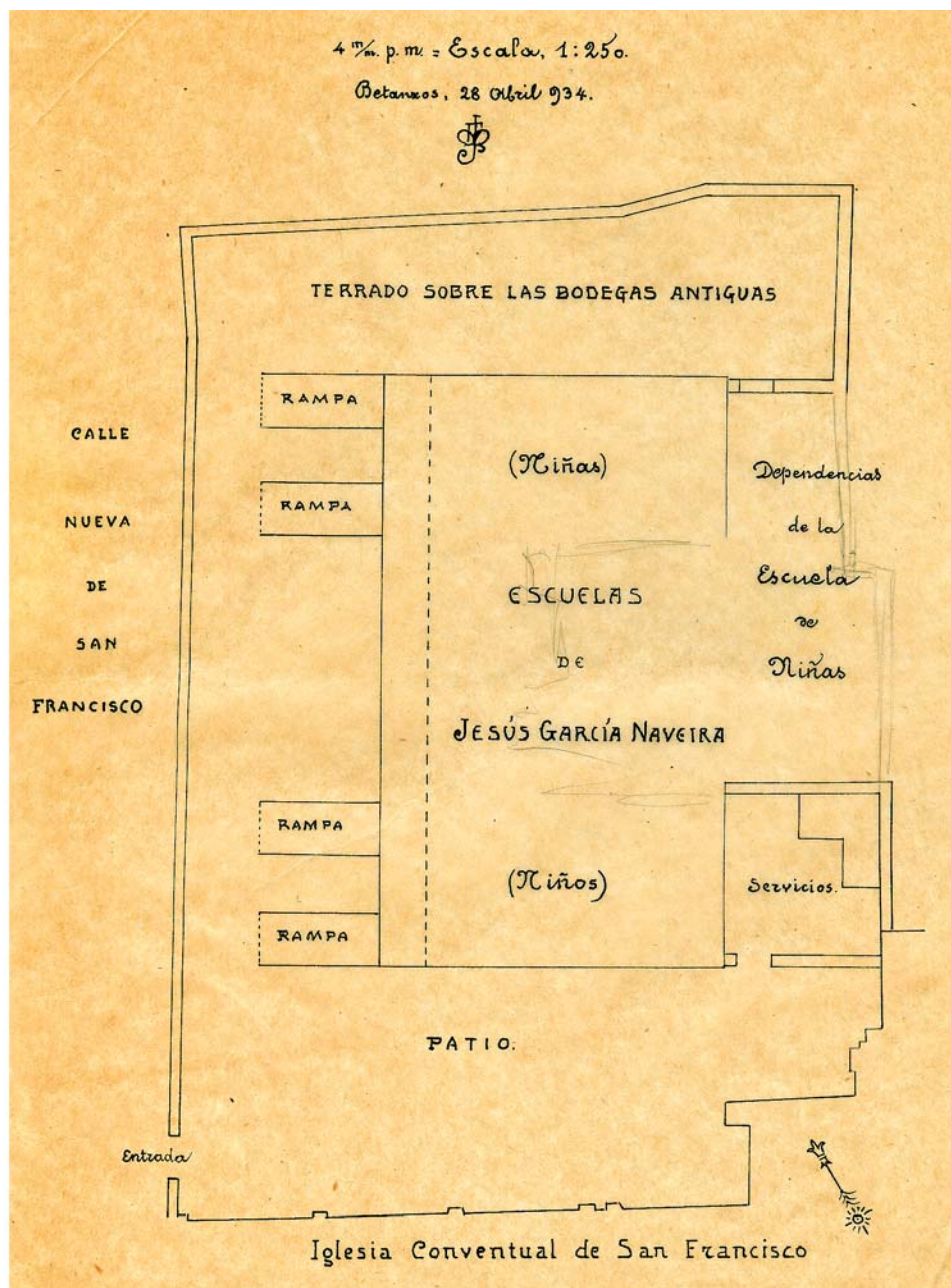 4 m/m. p. m. = Escala, 1:250.
Betanzos, 28 Abril 934.
TERRADO SOBRE LAS BODEGAS ANTIGUAS
RAMPA
RAMPA
CALLE
NUEVA
DE
SAN
FRANCISCO
(Niñas)
ESCUELAS
DE
JESÚS GARCÍA NAVEIRA
(Niños)
Dependencias
de la
Escuela
de
Niñas
RAMPA
RAMPA
Servicios.
PATIO.
Entrada
Iglesia Conventual de San Francisco